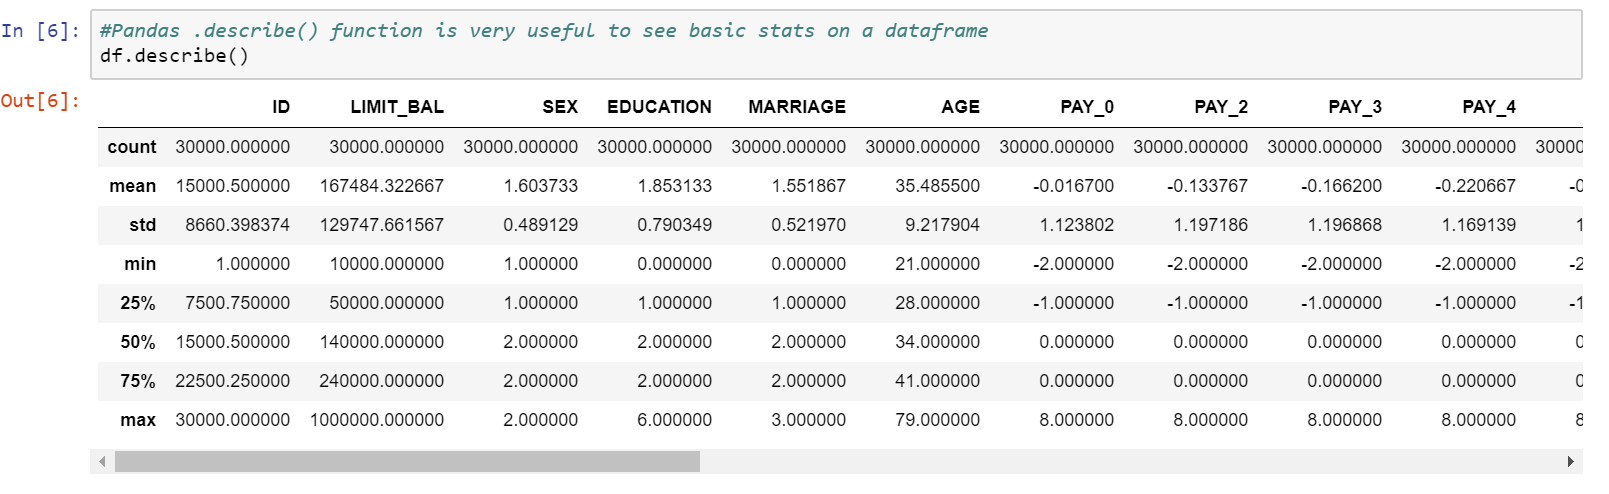 In [6]: #Pandas .describe() function is very useful to see basic stats on a dataframe
df.describe()
Out[6]:
ID LIMIT_BAL SEX EDUCATION MARRIAGE AGE PAY_0 PAY_2 PAY_3 PAY_4
count 30000.000000 30000.000000 30000.000000 30000.000000 30000.000000 30000.000000 30000.000000 30000.000000 30000.000000 30000.000000 30000
mean 15000.500000 167484.322667 1.603733 1.853133 1.551867 35.485500 -0.016700 -0.133767 -0.166200 -0.220667 -0
std 8660.398374 129747.661567 0.489129 0.790349 0.521970 9.217904 1.123802 1.197186 1.196868 1.169139 1
min 1.000000 10000.000000 1.000000 0.000000 0.000000 21.000000 -2.000000 -2.000000 -2.000000 -2.000000 -2
25% 7500.750000 50000.000000 1.000000 1.000000 1.000000 28.000000 -1.000000 -1.000000 -1.000000 -1.000000 -1
50% 15000.500000 140000.000000 2.000000 2.000000 2.000000 34.000000 0.000000 0.000000 0.000000 0.000000 0
75% 22500.250000 240000.000000 2.000000 2.000000 2.000000 41.000000 0.000000 0.000000 0.000000 0.000000 0
max 30000.000000 1000000.000000 2.000000 6.000000 3.000000 79.000000 8.000000 8.000000 8.000000 8.000000 8